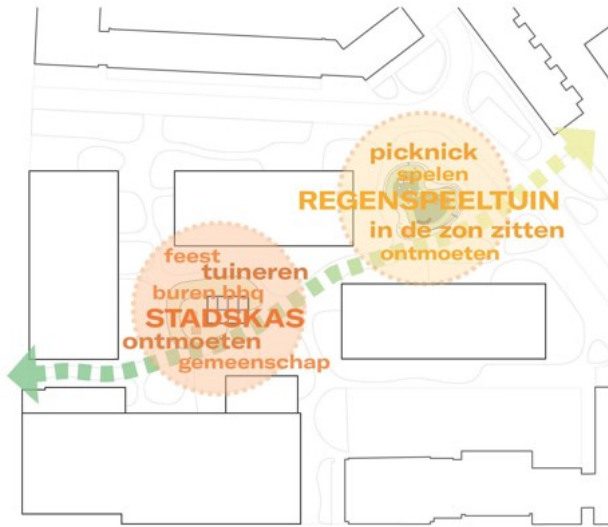 picknick
spelen
REGENSPEELTUIN
in de zon zitten
ontmoeten
feest
tuineren
buren bbq
STADSKAS
ontmoeten
gemeenschap